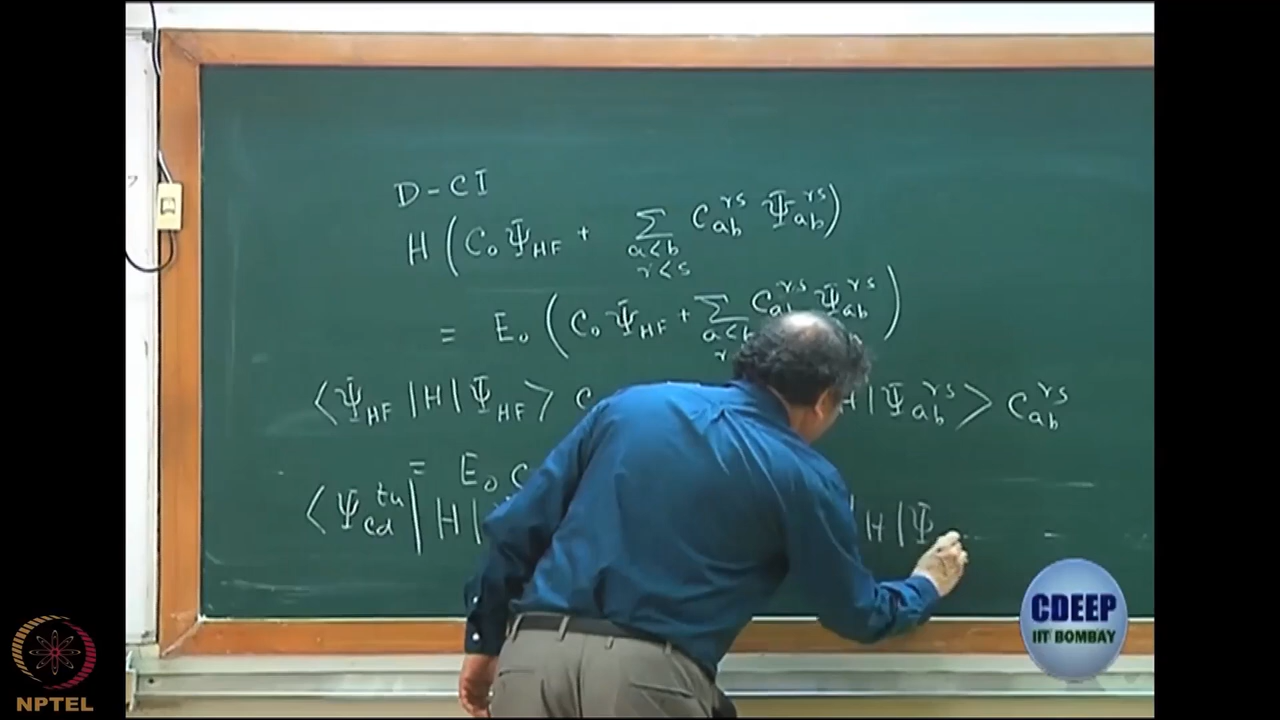 D-CI
H ( C₀ Ψ_HF + Σ_{a<b r<s} C_ab^rs Ψ_ab^rs )
= E₀ ( C₀ Ψ_HF + Σ_{a<b} C_ab^rs Ψ_ab^rs )
⟨Ψ_HF |H| Ψ_HF⟩ C H|Ψ_ab^rs⟩ C_ab^rs
= E₀ C
⟨Ψ_cd^tu| H| |H|Ψ
CDEEP
IIT BOMBAY
NPTEL